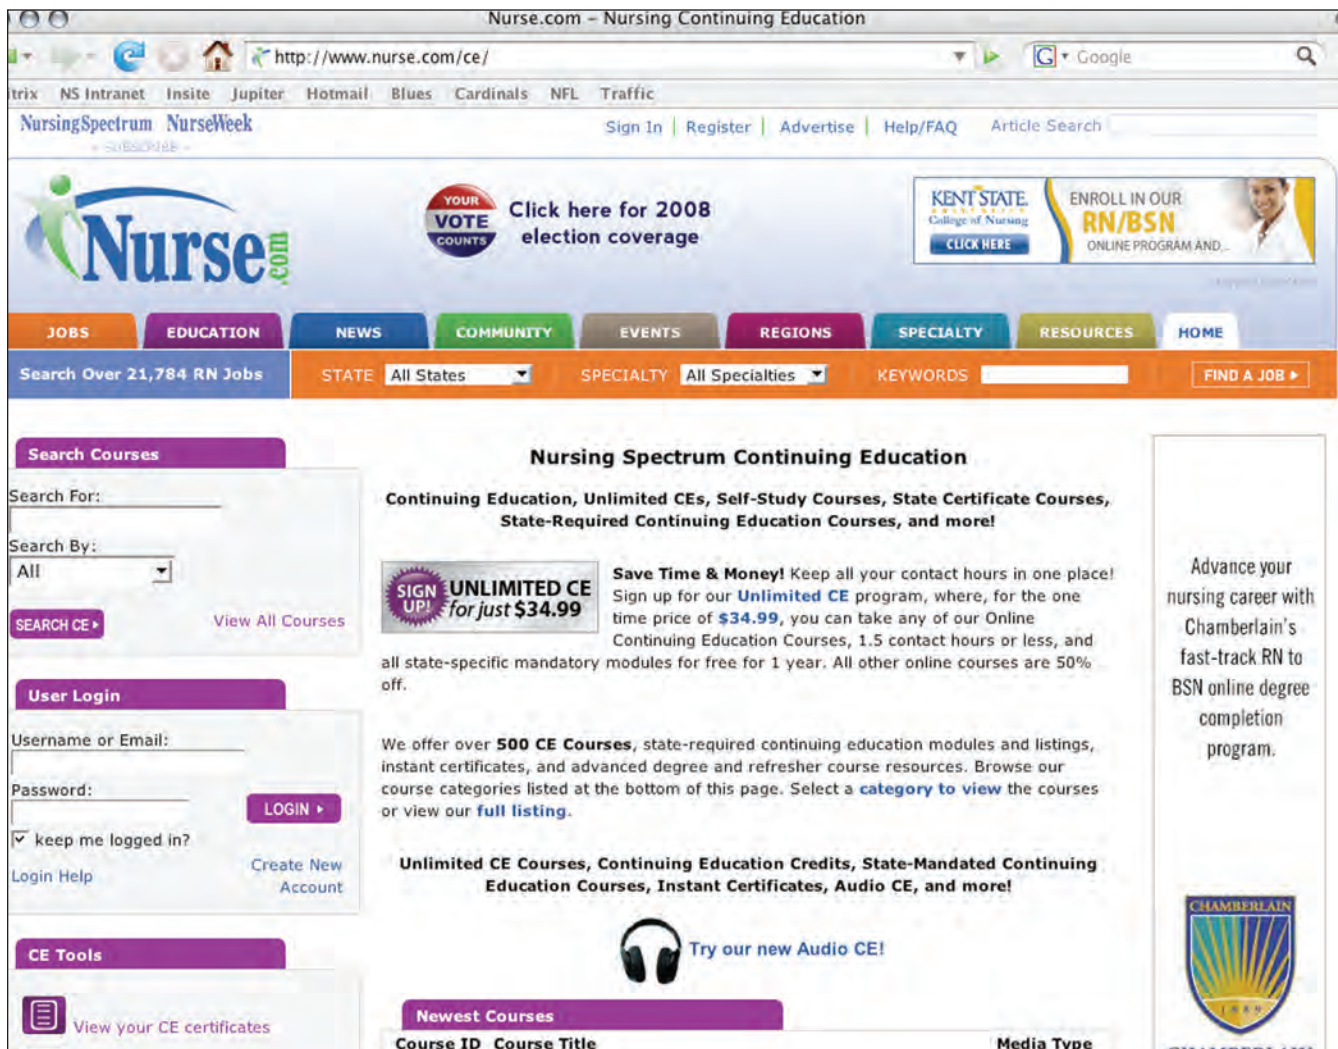 Nurse.com – Nursing Continuing Education
http://www.nurse.com/ce/
Google
itrix NS Intranet Insite Jupiter Hotmail Blues Cardinals NFL Traffic
NursingSpectrum NurseWeek
- SUBSCRIBE -
Sign In | Register | Advertise | Help/FAQ Article Search
Nurse.com
YOUR
VOTE
COUNTS
Click here for 2008
election coverage
KENT STATE
UNIVERSITY
College of Nursing
CLICK HERE
ENROLL IN OUR
RN/BSN
ONLINE PROGRAM AND...
JOBS EDUCATION NEWS COMMUNITY EVENTS REGIONS SPECIALTY RESOURCES HOME
Search Over 21,784 RN Jobs STATE All States SPECIALTY All Specialties KEYWORDS FIND A JOB
Search Courses
Search For:
Search By:
All
SEARCH CE
View All Courses
User Login
Username or Email:
Password:
LOGIN
keep me logged in?
Login Help
Create New
Account
CE Tools
View your CE certificates
Nursing Spectrum Continuing Education
Continuing Education, Unlimited CEs, Self-Study Courses, State Certificate Courses,
State-Required Continuing Education Courses, and more!
SIGN
UP!
UNLIMITED CE
for just $34.99
Save Time & Money! Keep all your contact hours in one place!
Sign up for our Unlimited CE program, where, for the one
time price of $34.99, you can take any of our Online
Continuing Education Courses, 1.5 contact hours or less, and
all state-specific mandatory modules for free for 1 year. All other online courses are 50%
off.
We offer over 500 CE Courses, state-required continuing education modules and listings,
instant certificates, and advanced degree and refresher course resources. Browse our
course categories listed at the bottom of this page. Select a category to view the courses
or view our full listing.
Unlimited CE Courses, Continuing Education Credits, State-Mandated Continuing
Education Courses, Instant Certificates, Audio CE, and more!
Try our new Audio CE!
Newest Courses
Course ID Course Title Media Type
Advance your
nursing career with
Chamberlain's
fast-track RN to
BSN online degree
completion
program.
CHAMBERLAIN
1889
CHAMBERLAIN